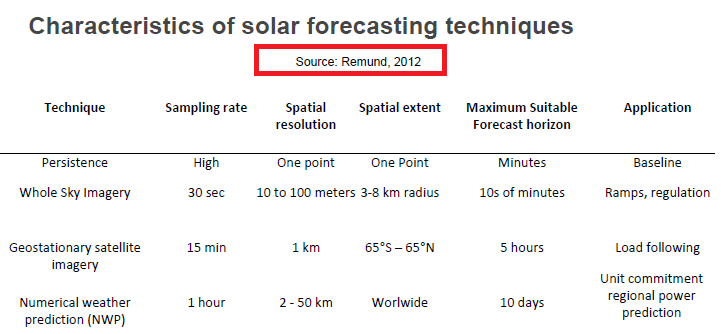 Characteristics of solar forecasting techniques
Source: Remund, 2012
Technique Sampling rate Spatial resolution Spatial extent Maximum Suitable Forecast horizon Application
Persistence High One point One Point Minutes Baseline
Whole Sky Imagery 30 sec 10 to 100 meters 3-8 km radius 10s of minutes Ramps, regulation
Geostationary satellite imagery 15 min 1 km 65°S – 65°N 5 hours Load following
Numerical weather prediction (NWP) 1 hour 2 - 50 km Worlwide 10 days Unit commitment regional power prediction